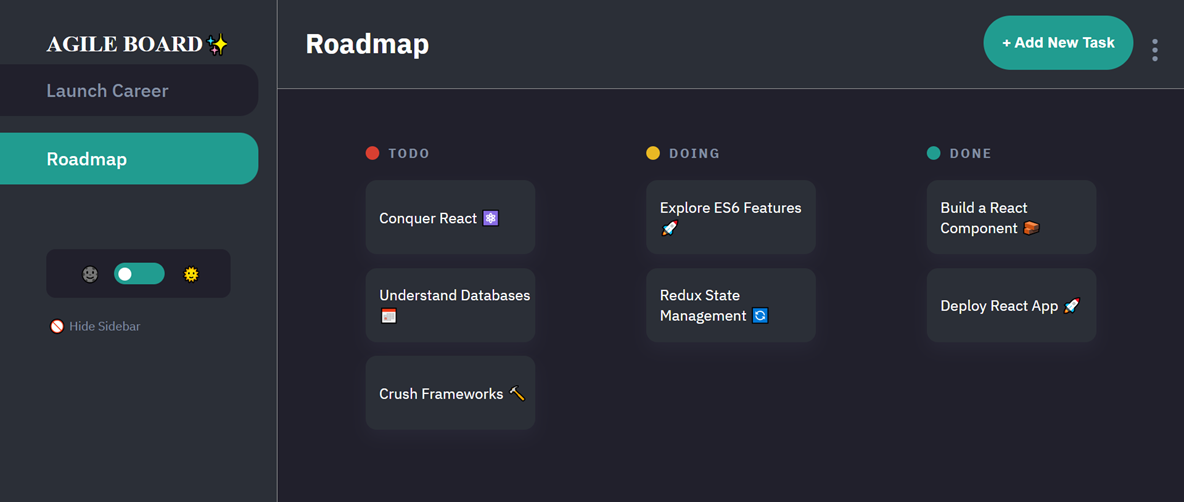 AGILE BOARD✨
Launch Career
Roadmap
Hide Sidebar
Roadmap
+ Add New Task
TODO
Conquer React ⚛️
Understand Databases
📅
Crush Frameworks 🔨
DOING
Explore ES6 Features
🚀
Redux State
Management 🔄
DONE
Build a React
Component 🧱
Deploy React App 🚀